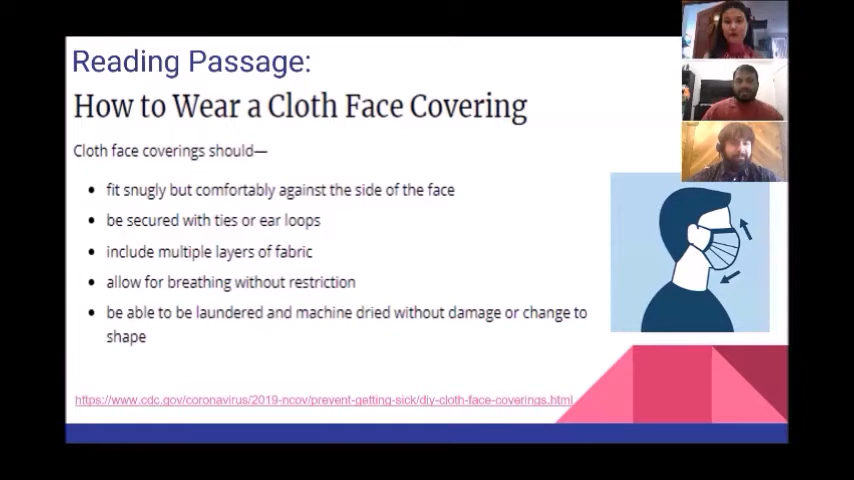 Reading Passage:
How to Wear a Cloth Face Covering
Cloth face coverings should—
• fit snugly but comfortably against the side of the face
• be secured with ties or ear loops
• include multiple layers of fabric
• allow for breathing without restriction
• be able to be laundered and machine dried without damage or change to
shape
https://www.cdc.gov/coronavirus/2019-ncov/prevent-getting-sick/diy-cloth-face-coverings.html